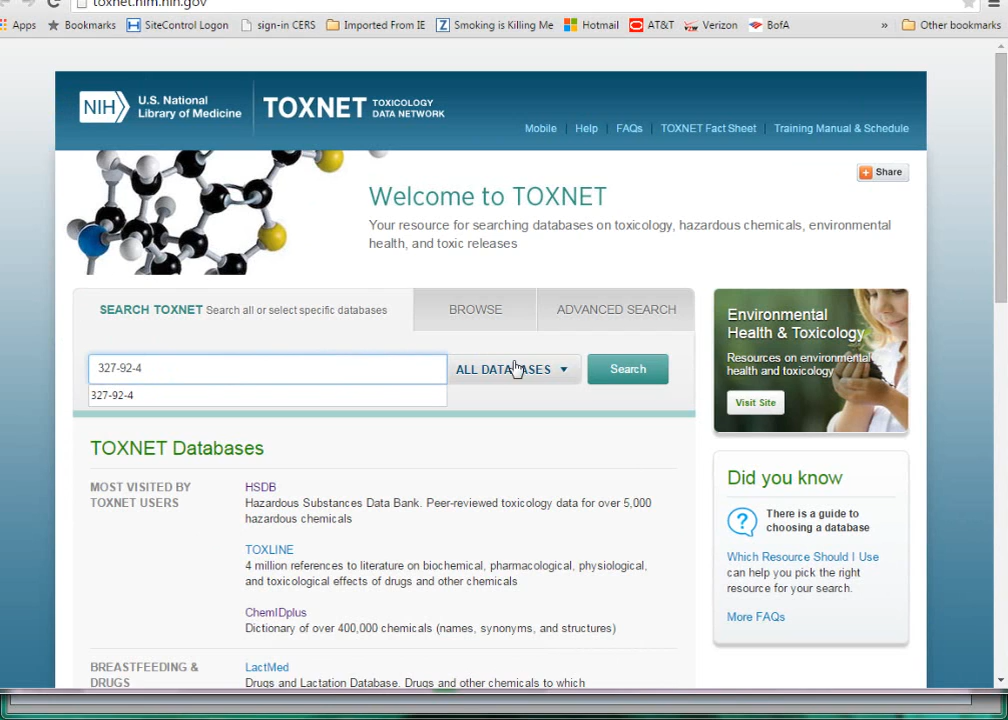 toxnet.nlm.nih.gov
Apps Bookmarks SiteControl Logon sign-in CERS Imported From IE Smoking is Killing Me Hotmail AT&T Verizon BofA » Other bookmarks
NIH U.S. National Library of Medicine TOXNET TOXICOLOGY DATA NETWORK
Mobile Help FAQs TOXNET Fact Sheet Training Manual & Schedule
Share
Welcome to TOXNET
Your resource for searching databases on toxicology, hazardous chemicals, environmental
health, and toxic releases
SEARCH TOXNET Search all or select specific databases BROWSE ADVANCED SEARCH
327-92-4 ALL DATABASES Search
327-92-4
Environmental
Health & Toxicology
Resources on environmental
health and toxicology
Visit Site
TOXNET Databases
MOST VISITED BY
TOXNET USERS
HSDB
Hazardous Substances Data Bank. Peer-reviewed toxicology data for over 5,000
hazardous chemicals
TOXLINE
4 million references to literature on biochemical, pharmacological, physiological,
and toxicological effects of drugs and other chemicals
ChemIDplus
Dictionary of over 400,000 chemicals (names, synonyms, and structures)
BREASTFEEDING &
DRUGS
LactMed
Drugs and Lactation Database. Drugs and other chemicals to which
Did you know
?
There is a guide to
choosing a database
Which Resource Should I Use
can help you pick the right
resource for your search.
More FAQs